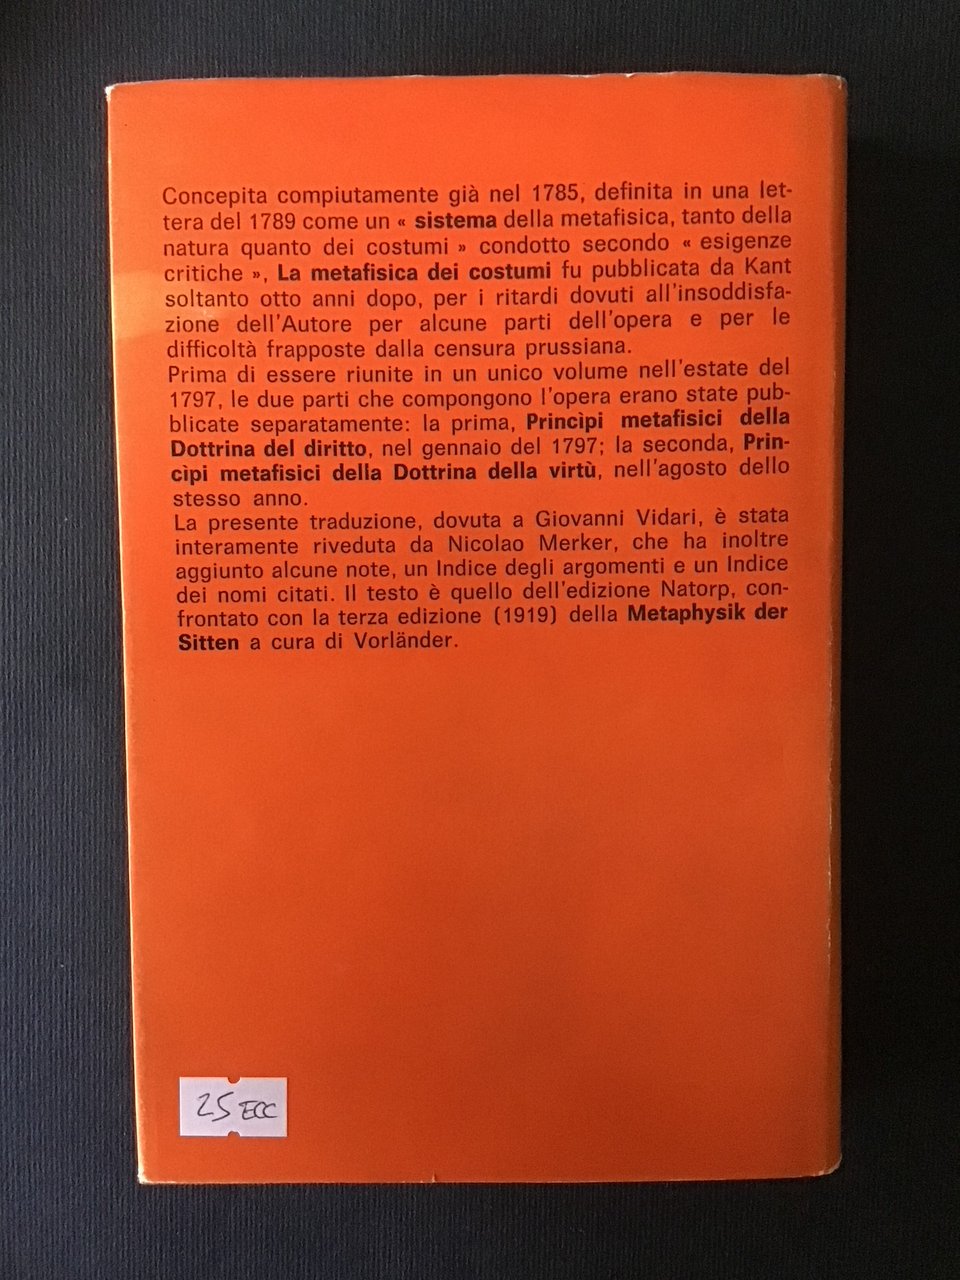 Concepita compiutamente già nel 1785, definita in una let-
tera del 1789 come un « sistema della metafisica, tanto della
natura quanto dei costumi » condotto secondo « esigenze
critiche », La metafisica dei costumi fu pubblicata da Kant
soltanto otto anni dopo, per i ritardi dovuti all'insoddisfa-
zione dell'Autore per alcune parti dell'opera e per le
difficoltà frapposte dalla censura prussiana.
Prima di essere riunite in un unico volume nell'estate del
1797, le due parti che compongono l'opera erano state pub-
blicate separatamente: la prima, Princìpi metafisici della
Dottrina del diritto, nel gennaio del 1797; la seconda, Prin-
cìpi metafisici della Dottrina della virtù, nell'agosto dello
stesso anno.
La presente traduzione, dovuta a Giovanni Vidari, è stata
interamente riveduta da Nicolao Merker, che ha inoltre
aggiunto alcune note, un Indice degli argomenti e un Indice
dei nomi citati. Il testo è quello dell'edizione Natorp, con-
frontato con la terza edizione (1919) della Metaphysik der
Sitten a cura di Vorländer.
25 ECC